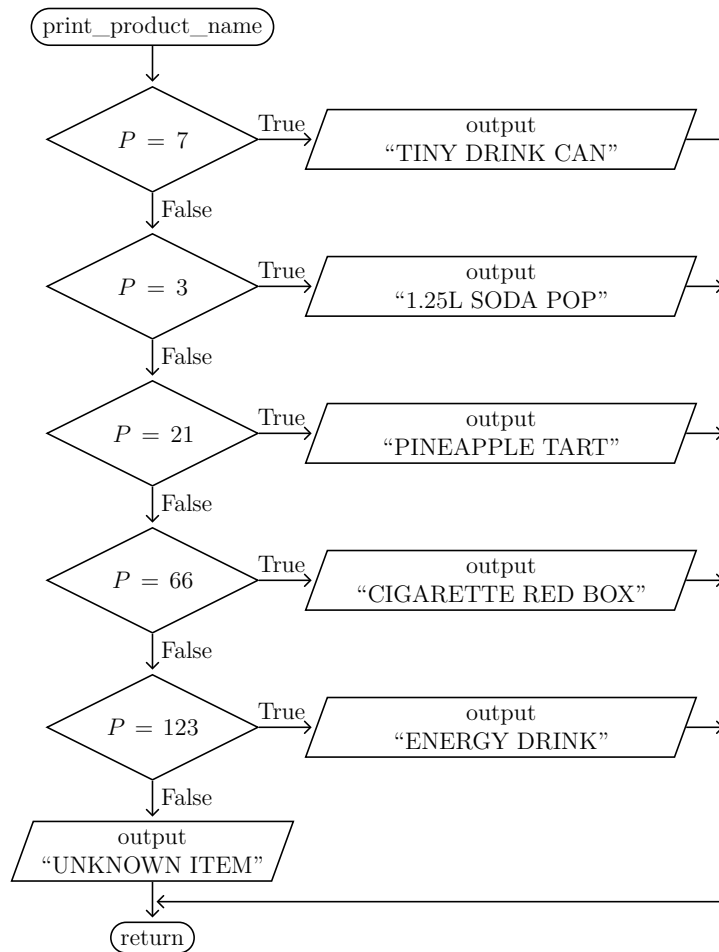 print_product_name
P = 7
True
output
“TINY DRINK CAN”
False
P = 3
True
output
“1.25L SODA POP”
False
P = 21
True
output
“PINEAPPLE TART”
False
P = 66
True
output
“CIGARETTE RED BOX”
False
P = 123
True
output
“ENERGY DRINK”
False
output
“UNKNOWN ITEM”
return